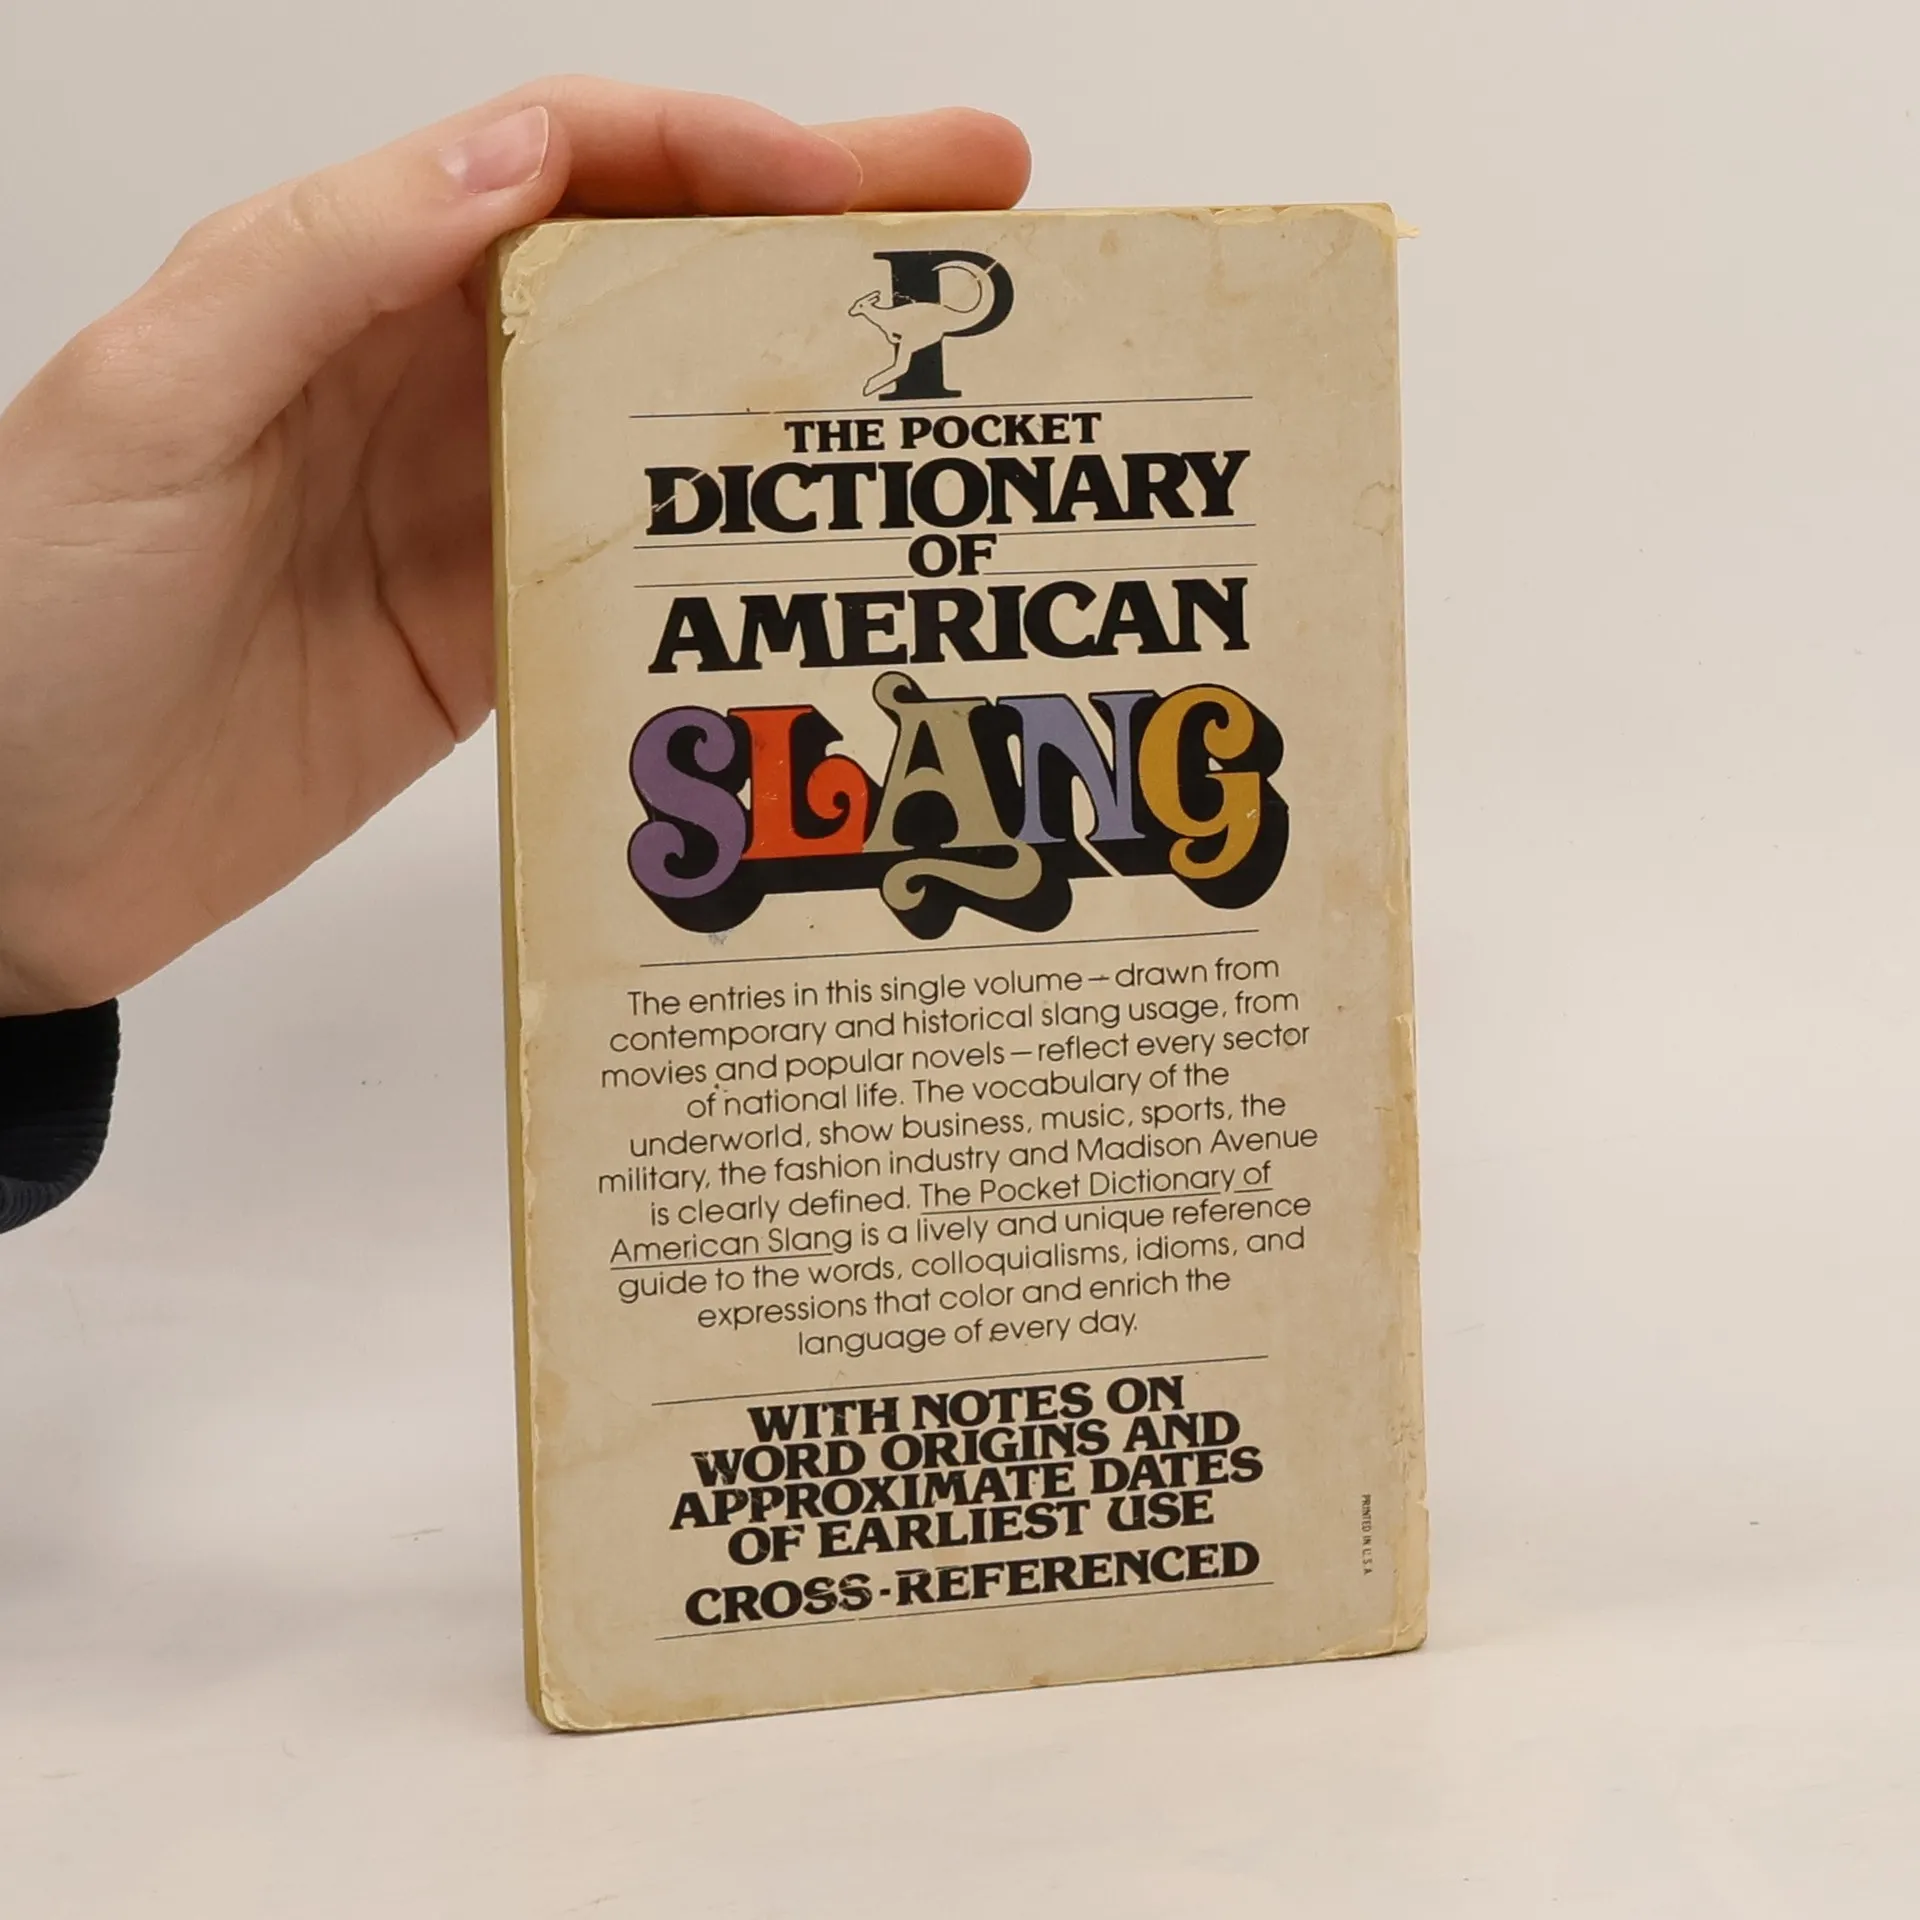 P
THE POCKET
DICTIONARY
OF
AMERICAN
SLANG
The entries in this single volume — drawn from
contemporary and historical slang usage, from
movies and popular novels — reflect every sector
of national life. The vocabulary of the
underworld, show business, music, sports, the
military, the fashion industry and Madison Avenue
is clearly defined. The Pocket Dictionary of
American Slang is a lively and unique reference
guide to the words, colloquialisms, idioms, and
expressions that color and enrich the
language of every day.
WITH NOTES ON
WORD ORIGINS AND
APPROXIMATE DATES
OF EARLIEST USE
CROSS-REFERENCED
PRINTED IN U.S.A.